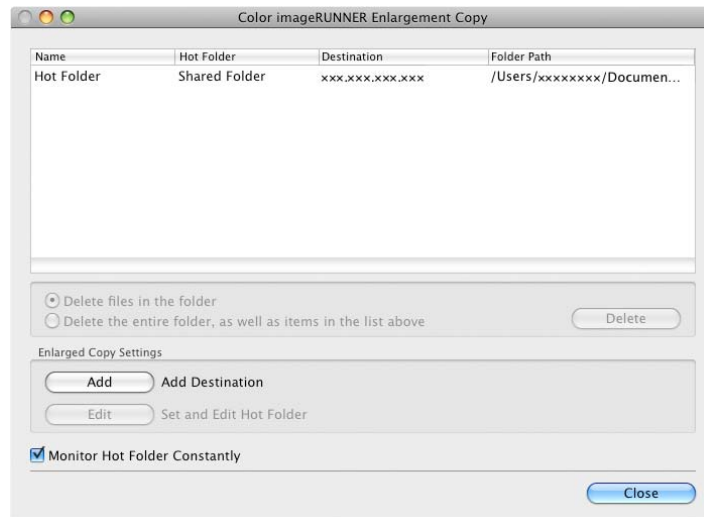 Color imageRUNNER Enlargement Copy
Name Hot Folder Destination Folder Path
Hot Folder Shared Folder xxx.xxx.xxx.xxx /Users/xxxxxxxx/Documen...
Delete files in the folder
Delete the entire folder, as well as items in the list above
Delete
Enlarged Copy Settings
Add Add Destination
Edit Set and Edit Hot Folder
Monitor Hot Folder Constantly
Close